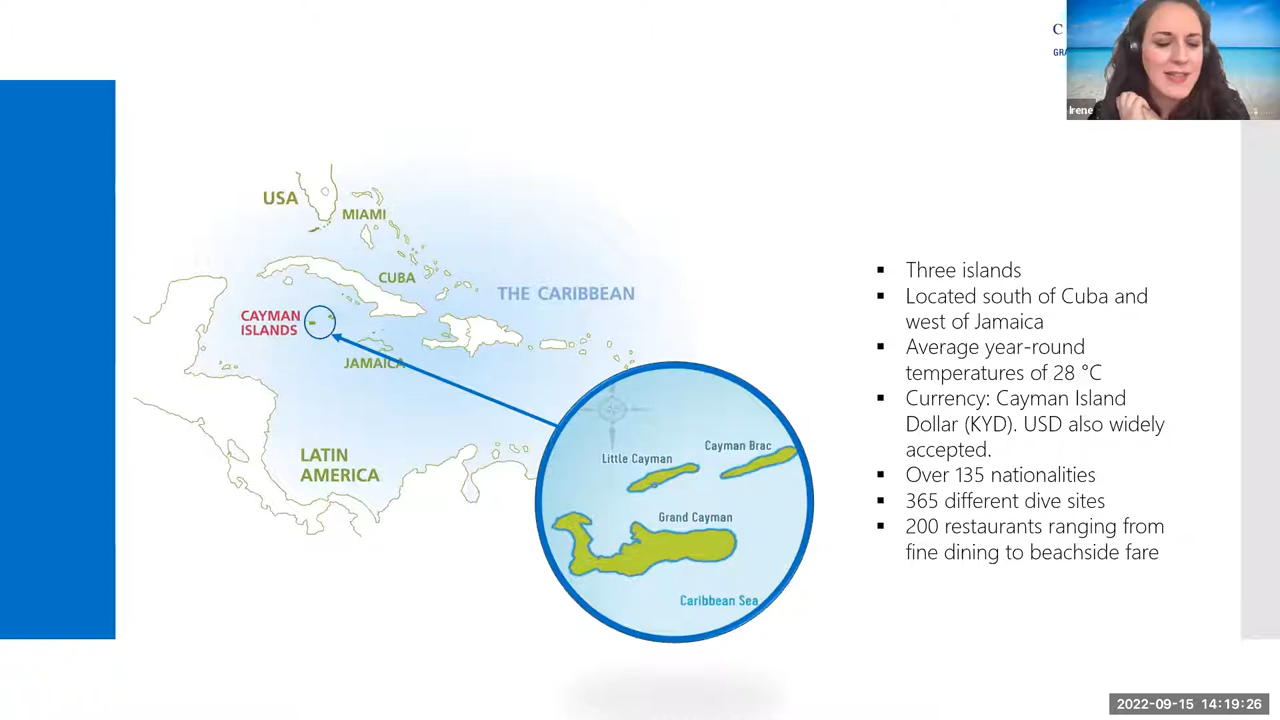 C
GRA
Irene
USA
MIAMI
CUBA
THE CARIBBEAN
CAYMAN
ISLANDS
JAMAICA
LATIN
AMERICA
Little Cayman
Cayman Brac
Grand Cayman
Caribbean Sea
▪ Three islands
▪ Located south of Cuba and
west of Jamaica
▪ Average year-round
temperatures of 28 °C
▪ Currency: Cayman Island
Dollar (KYD). USD also widely
accepted.
▪ Over 135 nationalities
▪ 365 different dive sites
▪ 200 restaurants ranging from
fine dining to beachside fare
2022-09-15 14:19:26